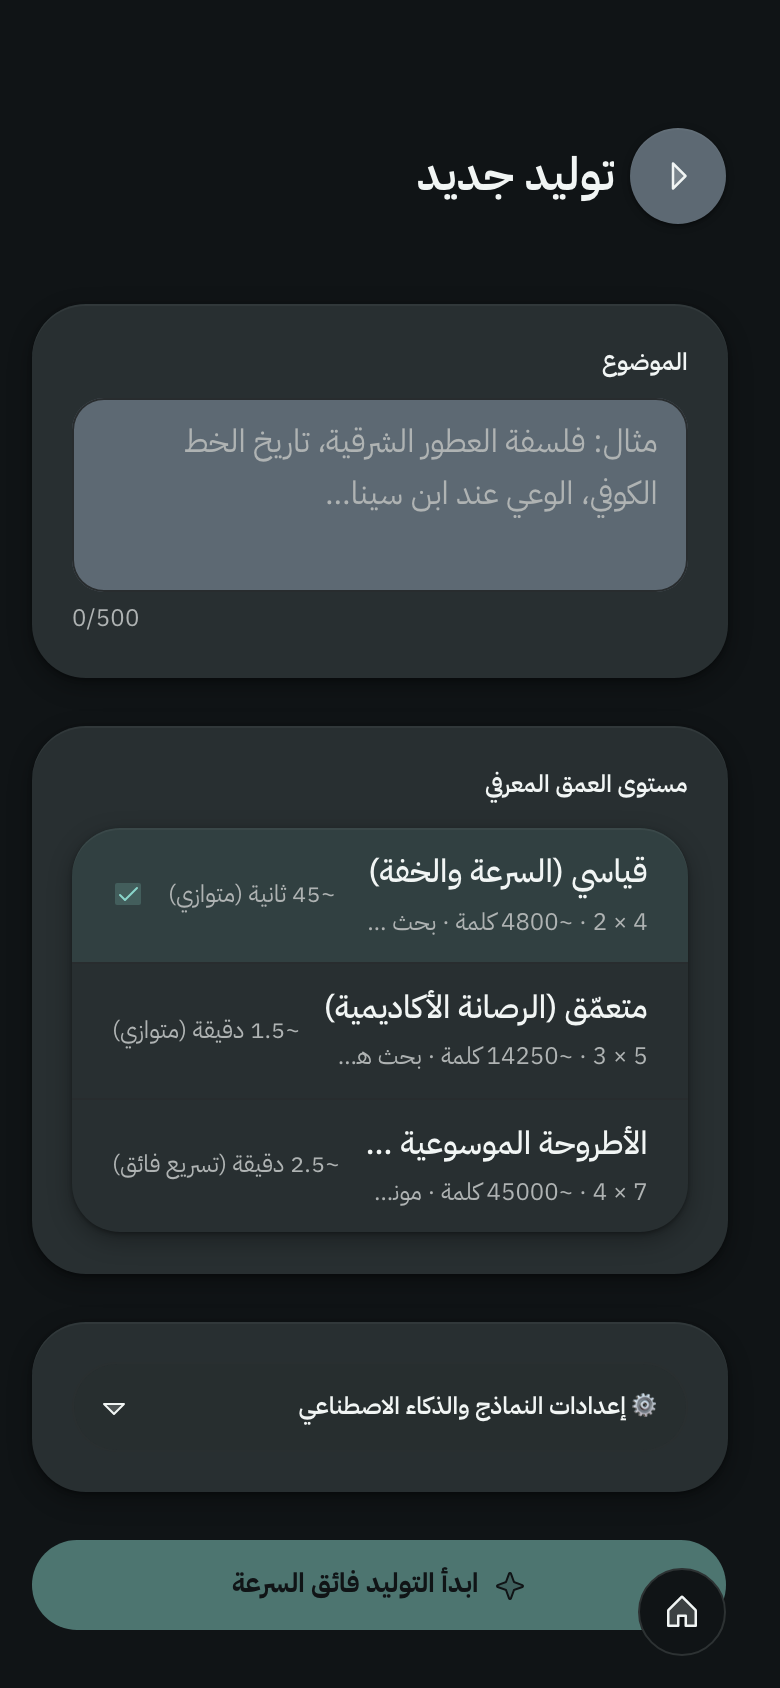 توليد جديد
الموضوع
مثال: فلسفة العطور الشرقية، تاريخ الخط
الكوفي، الوعي عند ابن سينا...
0/500
مستوى العمق المعرفي
قياسي (السرعة والخفة)
~45 ثانية (متوازي)
4 × 2 · ~4800 كلمة · بحث ...
متعمّق (الرصانة الأكاديمية)
~1.5 دقيقة (متوازي)
5 × 3 · ~14250 كلمة · بحث هـ...
الأطروحة الموسوعية ...
~2.5 دقيقة (تسريع فائق)
7 × 4 · ~45000 كلمة · مونـ...
⚙️ إعدادات النماذج والذكاء الاصطناعي
ابدأ التوليد فائق السرعة